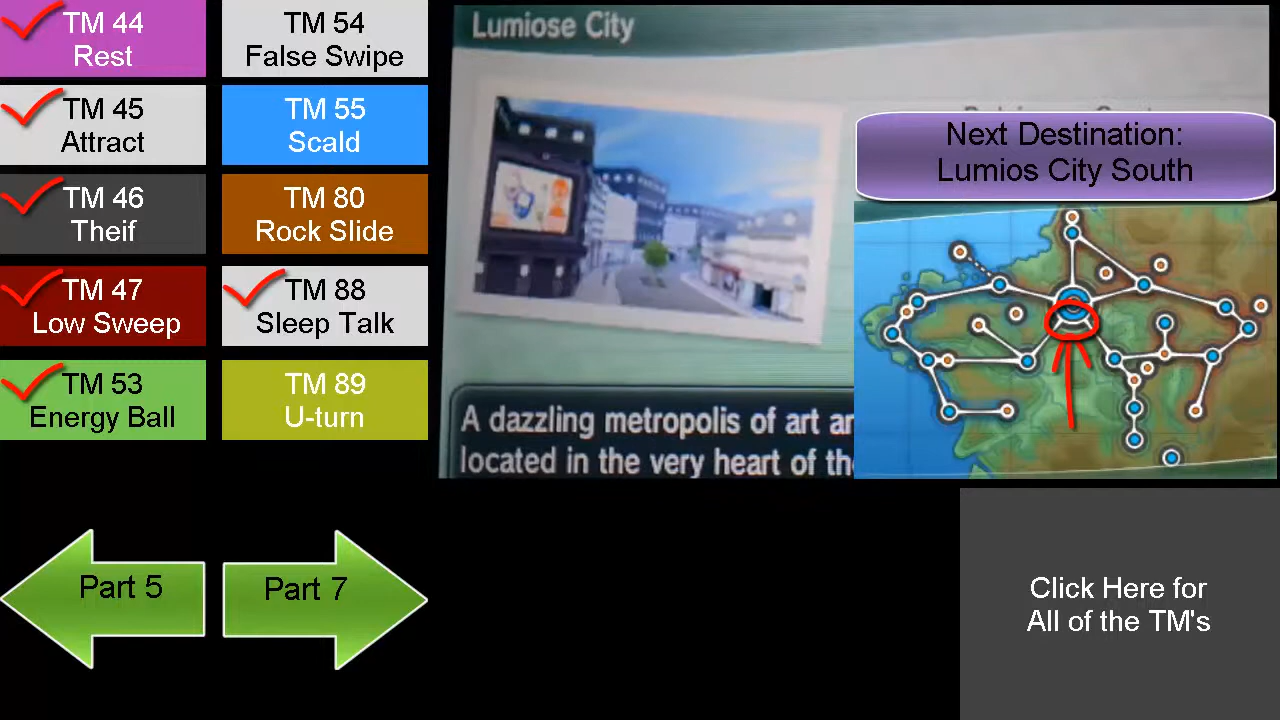 TM 44
Rest
TM 54
False Swipe
TM 45
Attract
TM 55
Scald
TM 46
Theif
TM 80
Rock Slide
TM 47
Low Sweep
TM 88
Sleep Talk
TM 53
Energy Ball
TM 89
U-turn
Lumiose City
Next Destination:
Lumios City South
A dazzling metropolis of art
located in the very heart of
Part 5
Part 7
Click Here for
All of the TM's